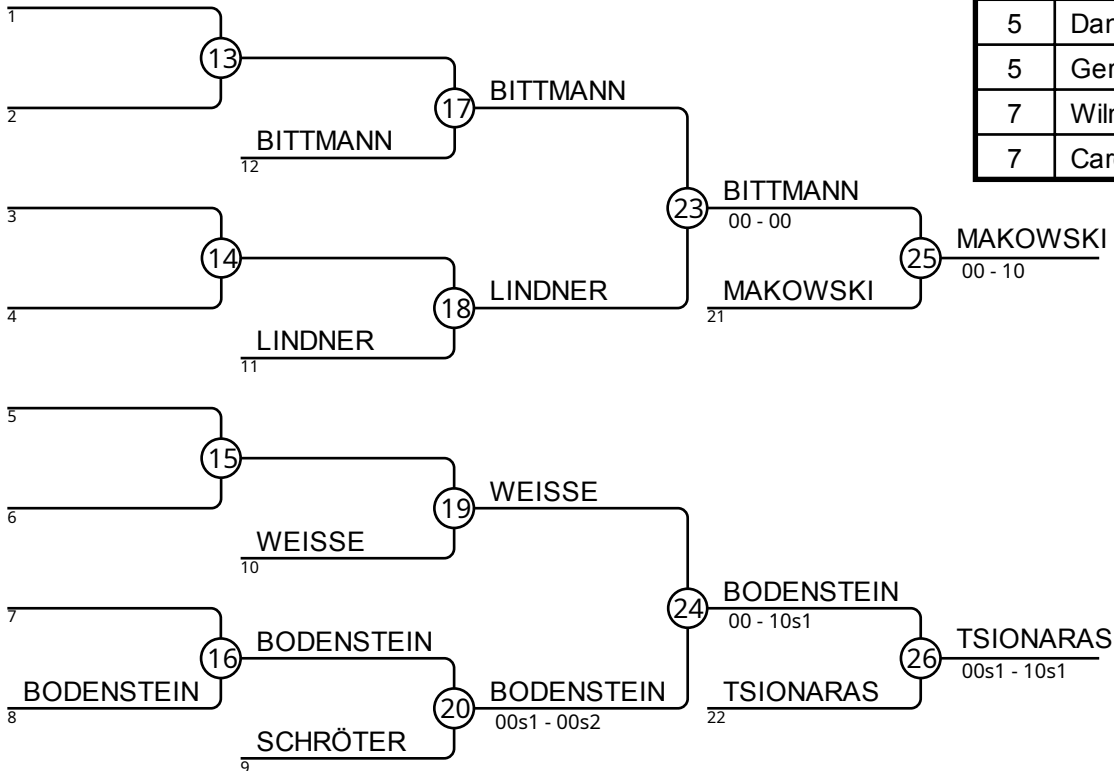 1
13
2
BITTMANN
12
17
BITTMANN
3
14
4
LINDNER
11
18
LINDNER
23
BITTMANN
00 - 00
MAKOWSKI
21
25
MAKOWSKI
00 - 10
5
15
6
WEISSE
10
19
WEISSE
7
BODENSTEIN
8
16
BODENSTEIN
SCHRÖTER
9
20
BODENSTEIN
00s1 - 00s2
24
BODENSTEIN
00 - 10s1
TSIONARAS
22
26
TSIONARAS
00s1 - 10s1
5
5
7
7